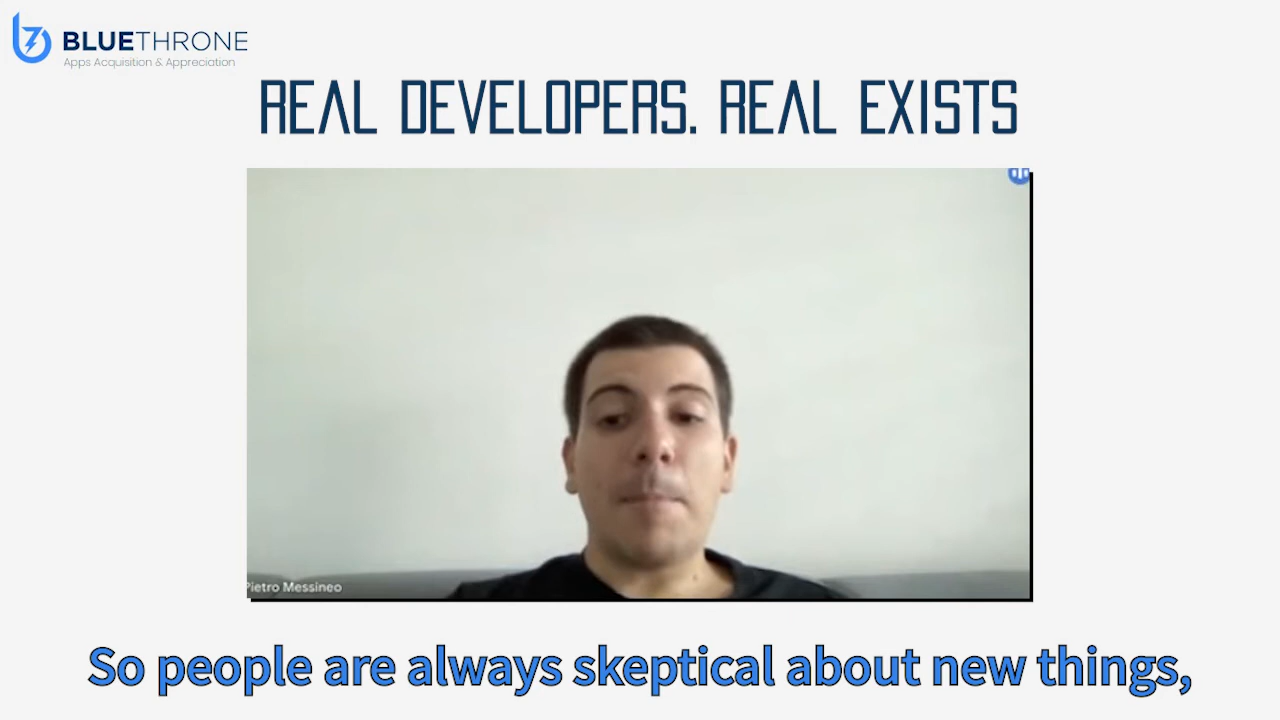 BLUETHRONE
Apps Acquisition & Appreciation
REAL DEVELOPERS. REAL EXISTS
Pietro Messineo
So people are always skeptical about new things,